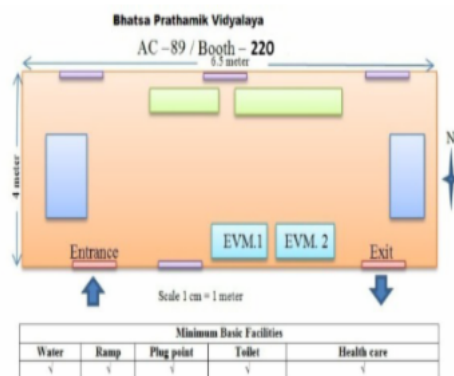 Bhatsa Prathamik Vidyalaya
AC –89 / Booth – 220
6.5 meter
4 meter
N
EVM.1 EVM. 2
Entrance Exit
Scale 1 cm = 1 meter
Minimum Basic Facilities
Water Ramp Plug point Toilet Health care
√ √ √ √ √